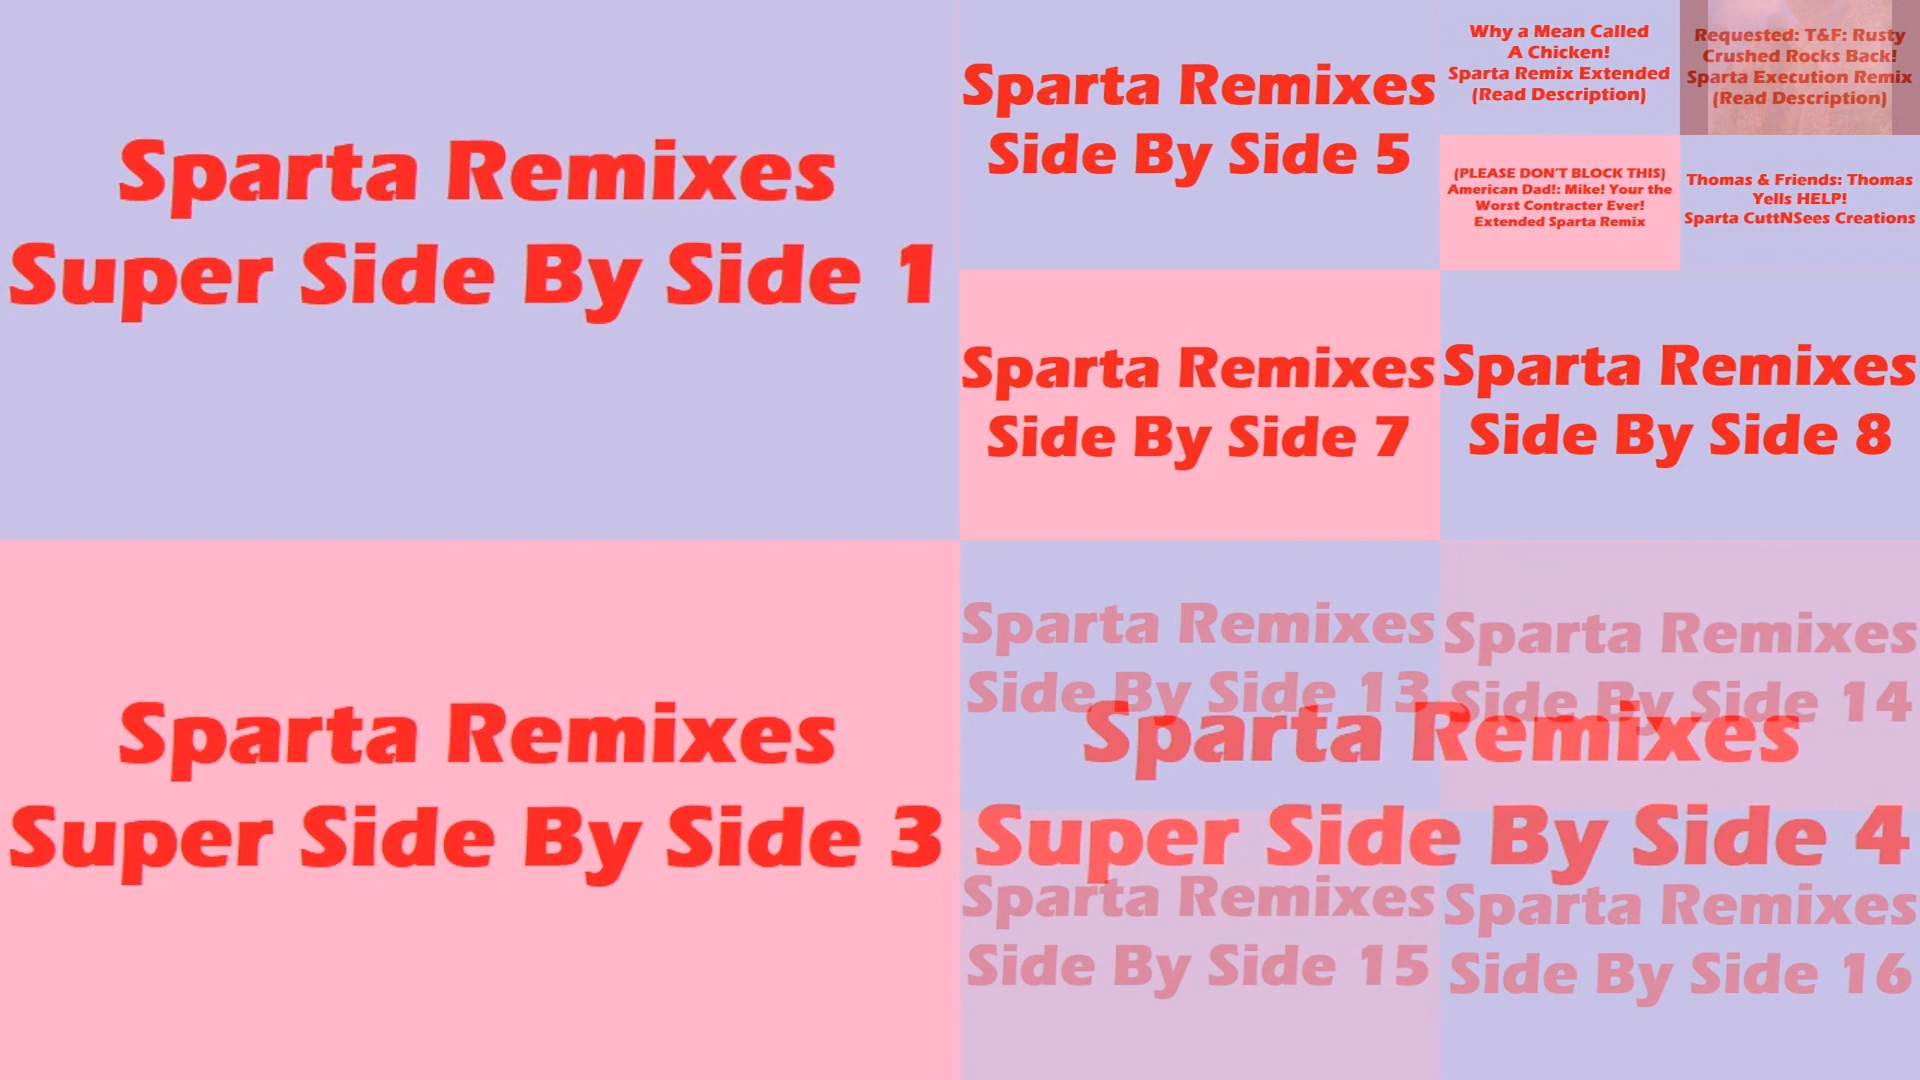 Sparta Remixes
Super Side By Side 1
Sparta Remixes
Side By Side 5
Why a Mean Called
A Chicken!
Sparta Remix Extended
(Read Description)
Requested: T&F: Rusty
Crushed Rocks Back!
Sparta Execution Remix
(Read Description)
(PLEASE DON'T BLOCK THIS)
American Dad!: Mike! Your the
Worst Contracter Ever!
Extended Sparta Remix
Thomas & Friends: Thomas
Yells HELP!
Sparta CuttNSees Creations
Sparta Remixes
Side By Side 7
Sparta Remixes
Side By Side 8
Sparta Remixes
Super Side By Side 3
Sparta Remixes
Side By Side 13
Sparta Remixes
Side By Side 14
Sparta Remixes
Super Side By Side 4
Sparta Remixes
Side By Side 15
Sparta Remixes
Side By Side 16